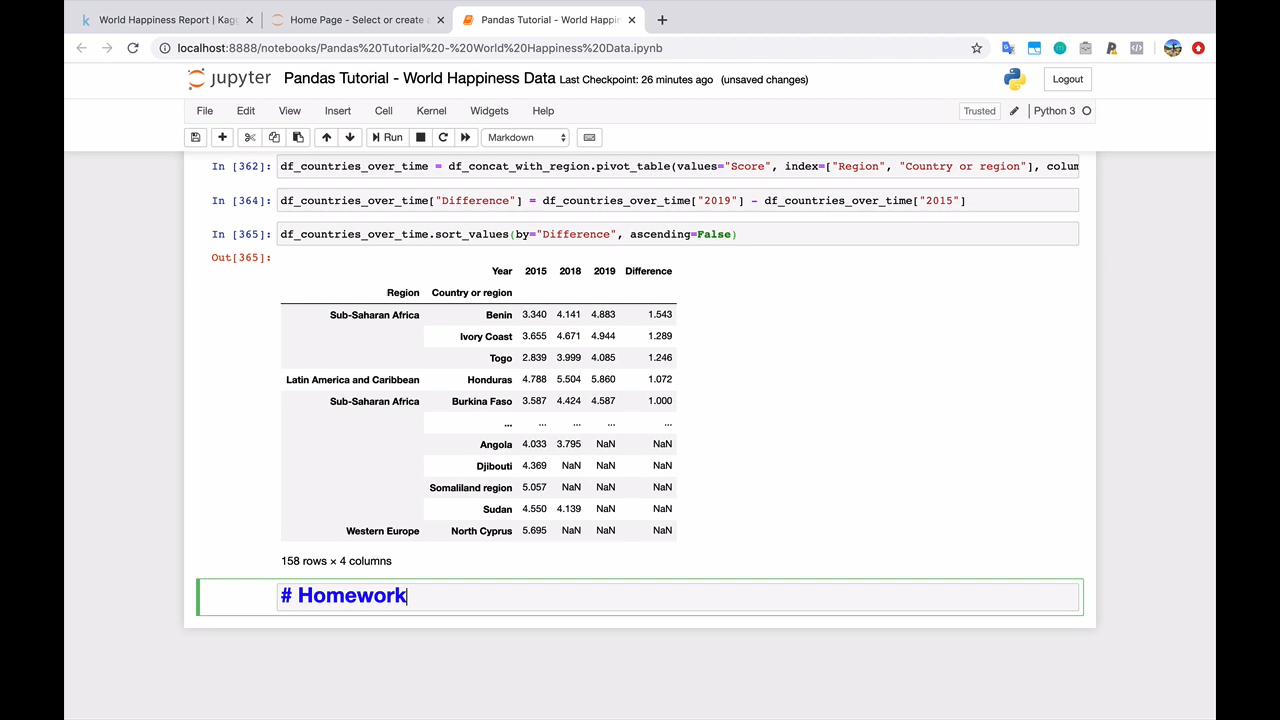 World Happiness Report | Kagg
Home Page - Select or create a
Pandas Tutorial - World Happin
localhost:8888/notebooks/Pandas%20Tutorial%20-%20World%20Happiness%20Data.ipynb
jupyter Pandas Tutorial - World Happiness Data Last Checkpoint: 26 minutes ago (unsaved changes) Logout
File Edit View Insert Cell Kernel Widgets Help Trusted Python 3
Run Markdown
In [362]: df_countries_over_time = df_concat_with_region.pivot_table(values="Score", index=["Region", "Country or region"], colum
In [364]: df_countries_over_time["Difference"] = df_countries_over_time["2019"] - df_countries_over_time["2015"]
In [365]: df_countries_over_time.sort_values(by="Difference", ascending=False)
Out[365]:
Year 2015 2018 2019 Difference
Region Country or region
Sub-Saharan Africa Benin 3.340 4.141 4.883 1.543
Ivory Coast 3.655 4.671 4.944 1.289
Togo 2.839 3.999 4.085 1.246
Latin America and Caribbean Honduras 4.788 5.504 5.860 1.072
Sub-Saharan Africa Burkina Faso 3.587 4.424 4.587 1.000
... ... ... ... ...
Angola 4.033 3.795 NaN NaN
Djibouti 4.369 NaN NaN NaN
Somaliland region 5.057 NaN NaN NaN
Sudan 4.550 4.139 NaN NaN
Western Europe North Cyprus 5.695 NaN NaN NaN
158 rows × 4 columns
# Homework